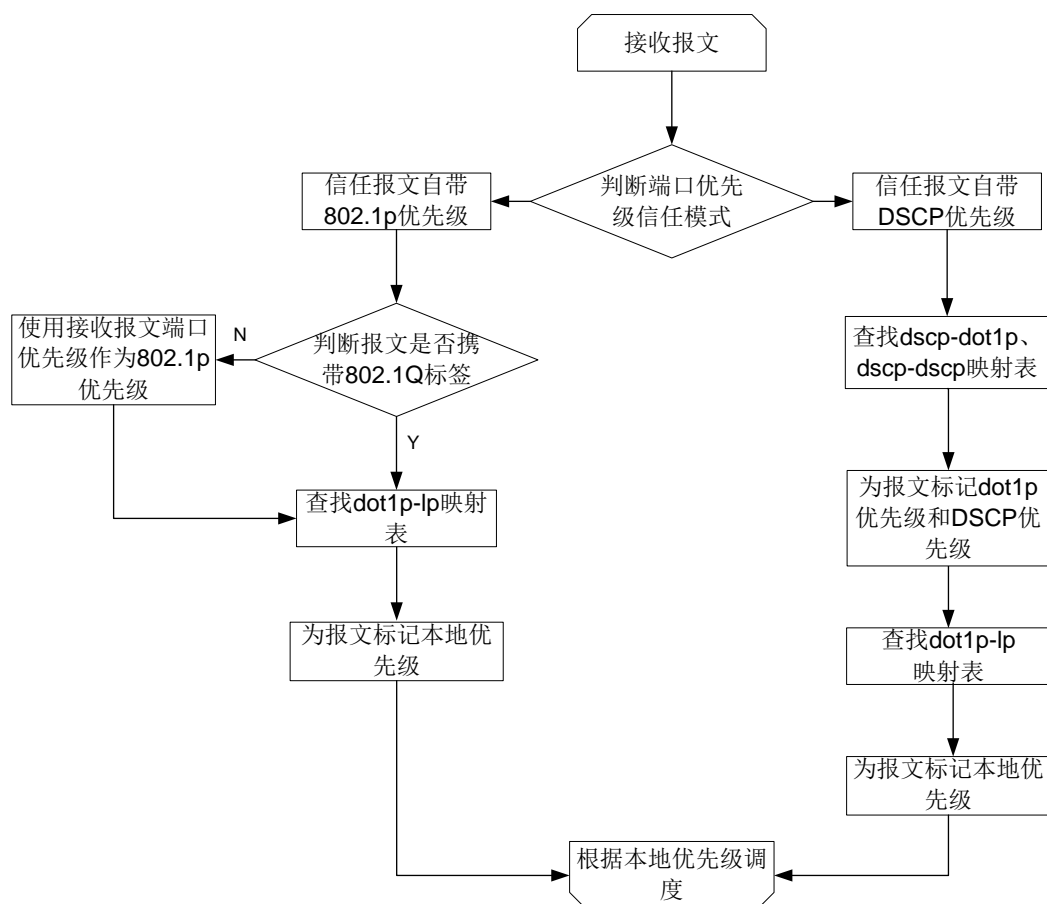 接收报文
判断端口优先
级信任模式
信任报文自带
802.1p优先级
信任报文自带
DSCP优先级
使用接收报文端口
优先级作为802.1p
优先级
N
判断报文是否携
带802.1Q标签
Y
查找dscp-dot1p、
dscp-dscp映射表
查找dot1p-lp映射
表
为报文标记dot1p
优先级和DSCP优
先级
为报文标记本地优
先级
查找dot1p-lp
映射表
为报文标记本地优
先级
根据本地优先级调
度